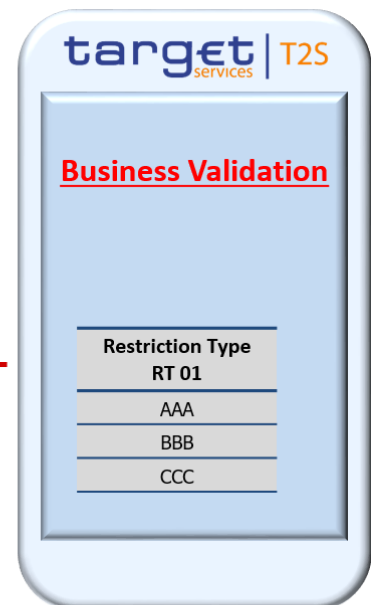 target | T2S
services
Business Validation
Restriction Type
RT 01
AAA
BBB
CCC